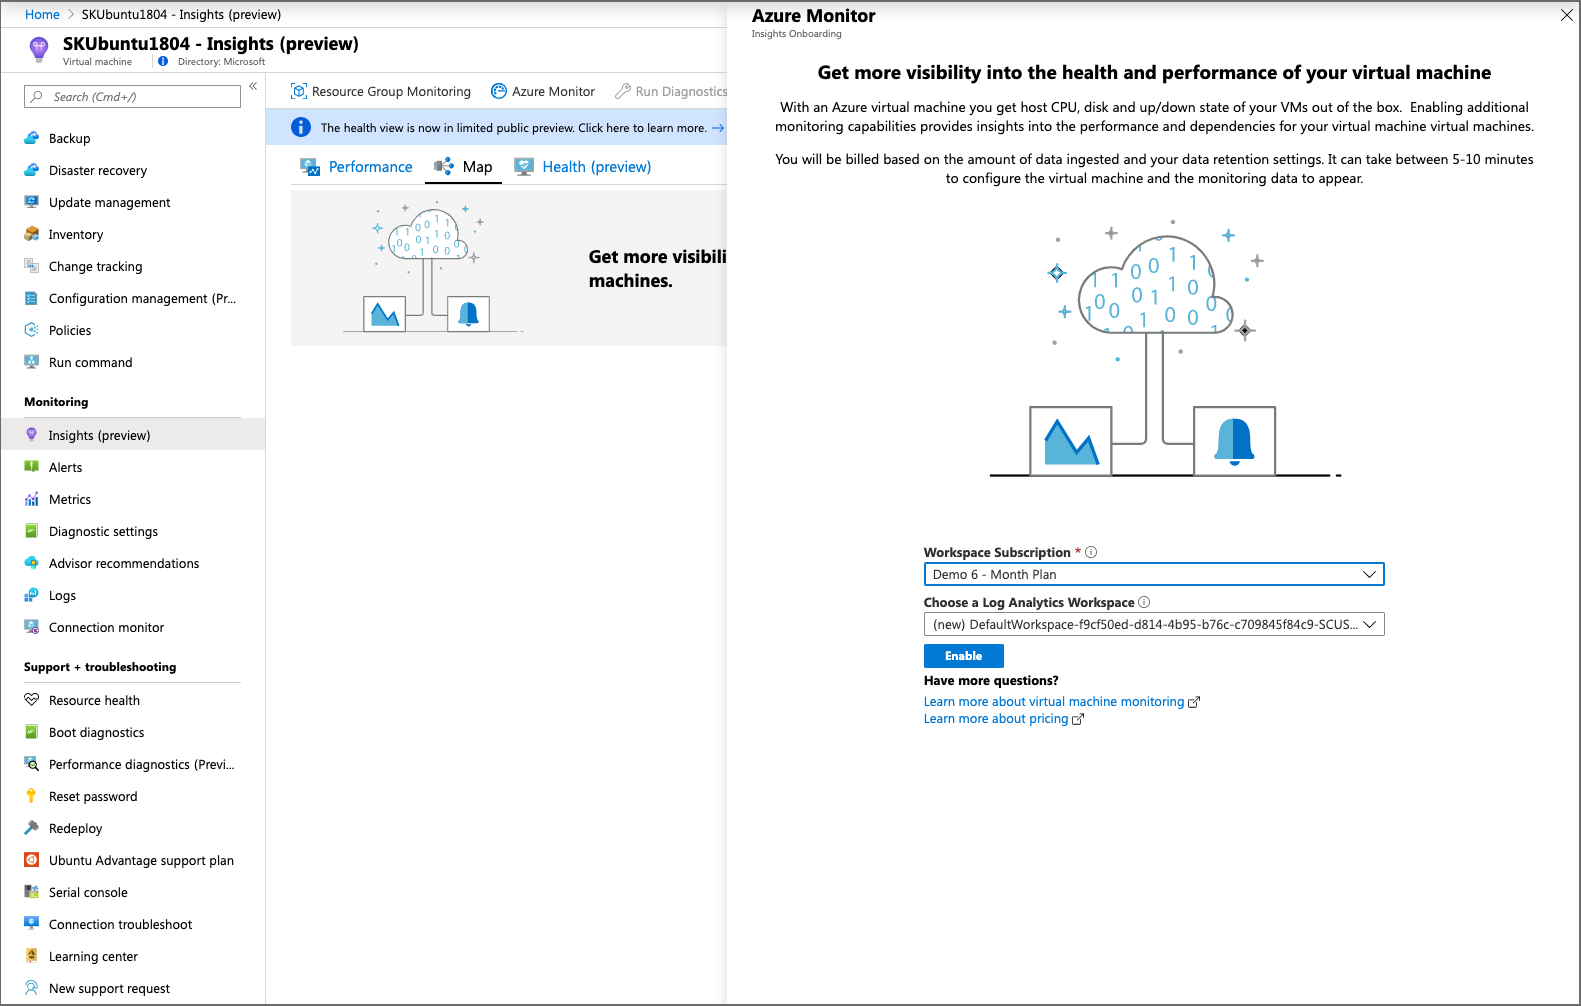 Home > SKUbuntu1804 - Insights (preview)
SKUbuntu1804 - Insights (preview)
Virtual machine
Directory: Microsoft
Search (Cmd+/)
«
Backup
Disaster recovery
Update management
Inventory
Change tracking
Configuration management (Pr...
Policies
Run command
Monitoring
Insights (preview)
Alerts
Metrics
Diagnostic settings
Advisor recommendations
Logs
Connection monitor
Support + troubleshooting
Resource health
Boot diagnostics
Performance diagnostics (Previ...
Reset password
Redeploy
Ubuntu Advantage support plan
Serial console
Connection troubleshoot
Learning center
New support request
Resource Group Monitoring
Azure Monitor
Run Diagnostics
The health view is now in limited public preview. Click here to learn more. →
Performance
Map
Health (preview)
Get more visibili
machines.
Azure Monitor
Insights Onboarding
Get more visibility into the health and performance of your virtual machine
With an Azure virtual machine you get host CPU, disk and up/down state of your VMs out of the box. Enabling additional
monitoring capabilities provides insights into the performance and dependencies for your virtual machine virtual machines.
You will be billed based on the amount of data ingested and your data retention settings. It can take between 5-10 minutes
to configure the virtual machine and the monitoring data to appear.
Workspace Subscription *
Demo 6 - Month Plan
Choose a Log Analytics Workspace
(new) DefaultWorkspace-f9cf50ed-d814-4b95-b76c-c709845f84c9-SCUS...
Enable
Have more questions?
Learn more about virtual machine monitoring
Learn more about pricing